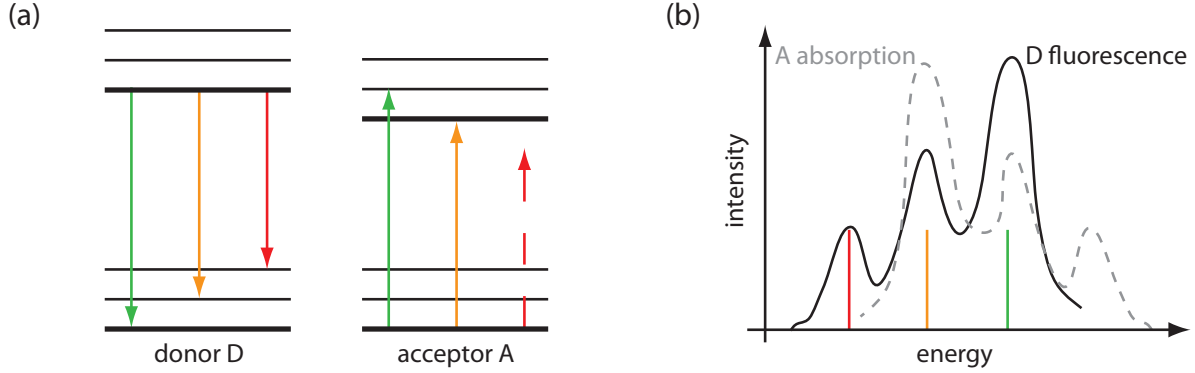 (a)
donor D
acceptor A
(b)
A absorption
D fluorescence
intensity
energy